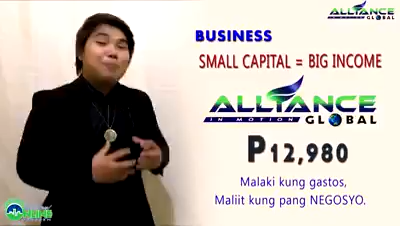 ALLIANCE
GLOBAL
BUSINESS
SMALL CAPITAL = BIG INCOME
ALLIANCE
IN MOTION GLOBAL
P12,980
Malaki kung gastos,
Maliit kung pang NEGOSYO.